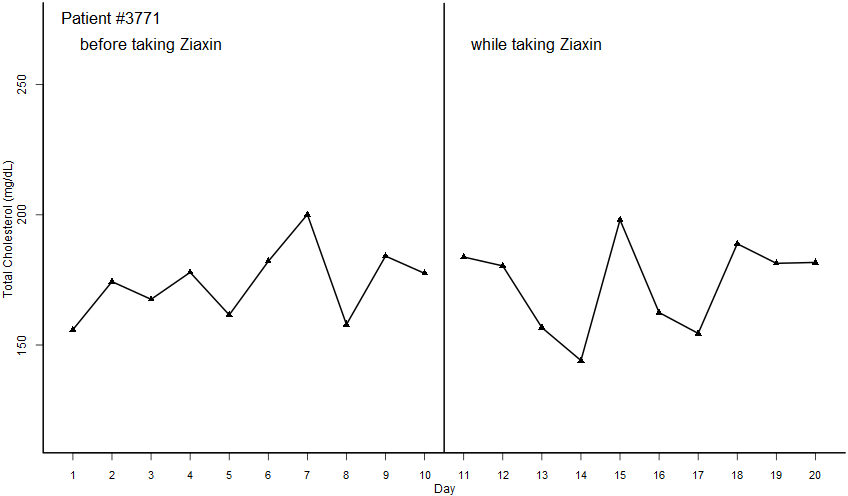 Patient #3771
before taking Ziaxin
while taking Ziaxin
Total Cholesterol (mg/dL)
250
200
150
1 2 3 4 5 6 7 8 9 10 11 12 13 14 15 16 17 18 19 20
Day